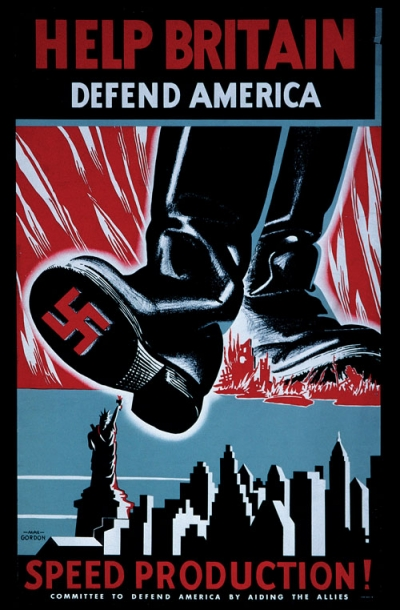 HELP BRITAIN
DEFEND AMERICA
GORDON
SPEED PRODUCTION!
COMMITTEE TO DEFEND AMERICA BY AIDING THE ALLIES